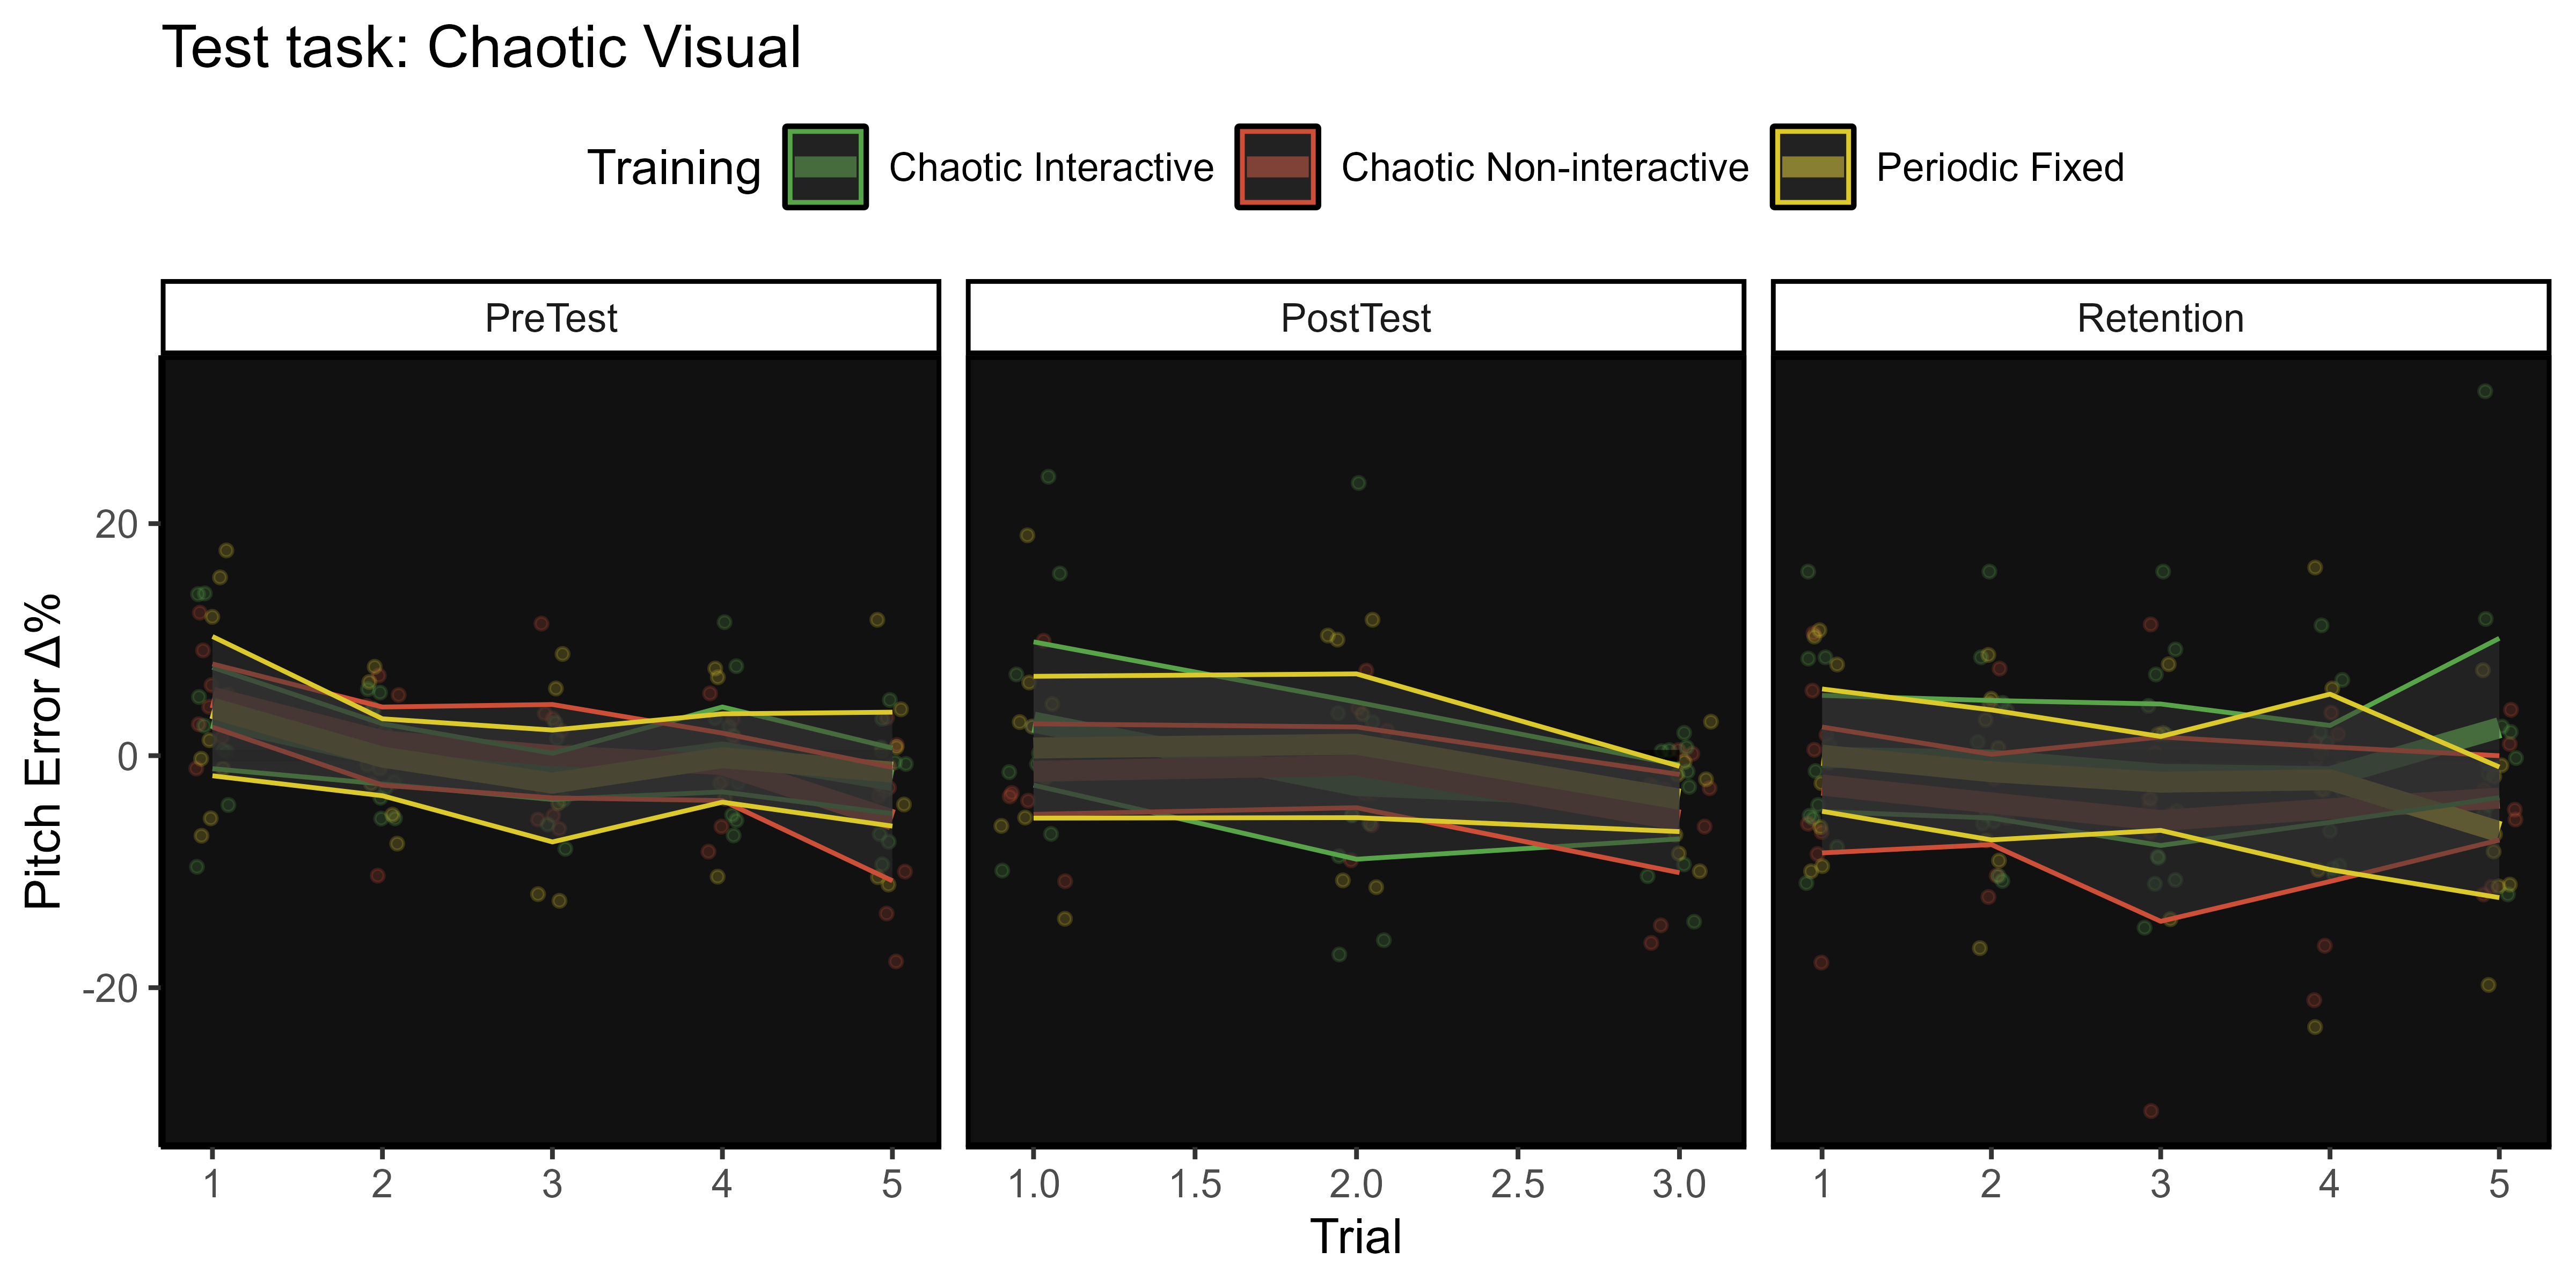 Test task: Chaotic Visual
Training Chaotic Interactive Chaotic Non-interactive Periodic Fixed
PreTest PostTest Retention
Pitch Error Δ%
20
0
-20
1 2 3 4 5 1.0 1.5 2.0 2.5 3.0 1 2 3 4 5
Trial